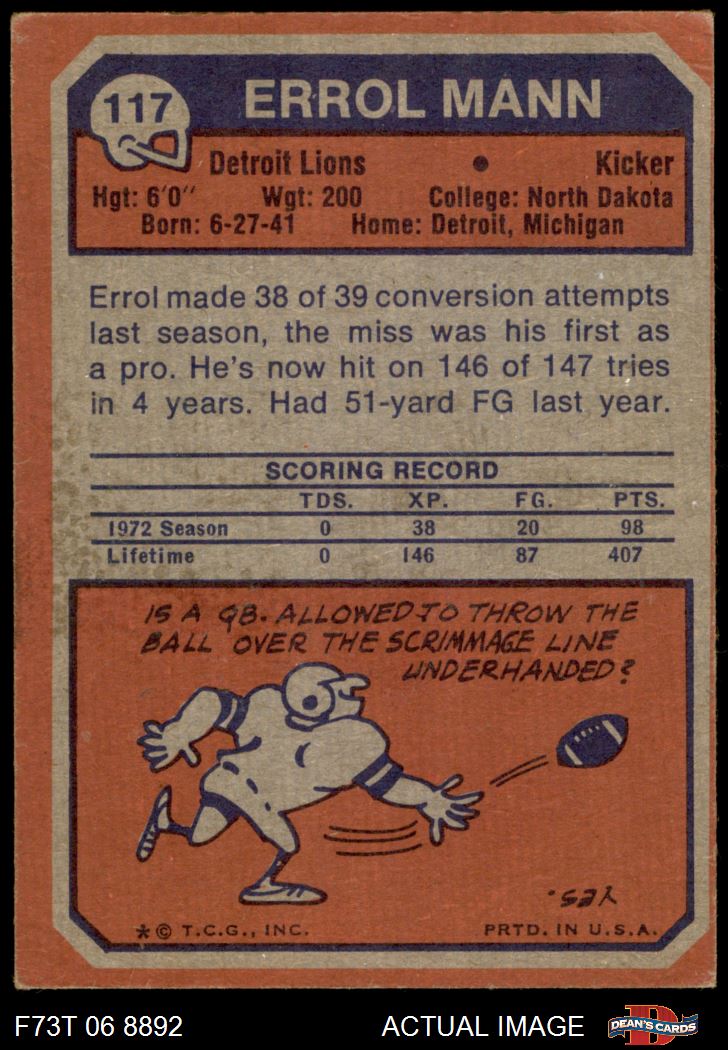 117
ERROL MANN
Detroit Lions • Kicker
Hgt: 6'0" Wgt: 200 College: North Dakota
Born: 6-27-41 Home: Detroit, Michigan
Errol made 38 of 39 conversion attempts
last season, the miss was his first as
a pro. He's now hit on 146 of 147 tries
in 4 years. Had 51-yard FG last year.
SCORING RECORD
TDS. XP. FG. PTS.
1972 Season 0 38 20 98
Lifetime 0 146 87 407
IS A QB. ALLOWED TO THROW THE
BALL OVER THE SCRIMMAGE LINE
UNDERHANDED?
YES.
* © T.C.G., INC. PRTD. IN U.S.A.
F73T 06 8892 ACTUAL IMAGE
D
DEAN'S CARDS